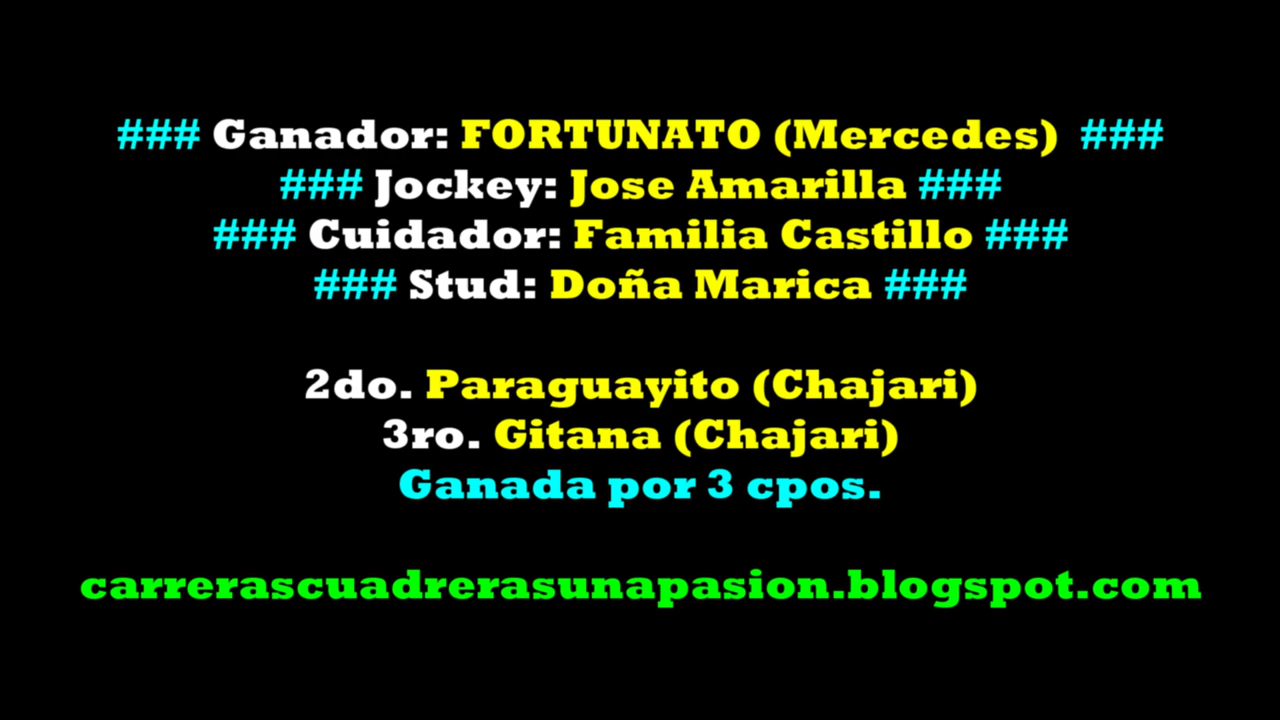 ### Ganador: FORTUNATO (Mercedes) ###
### Jockey: Jose Amarilla ###
### Cuidador: Familia Castillo ###
### Stud: Doña Marica ###
2do. Paraguayito (Chajari)
3ro. Gitana (Chajari)
Ganada por 3 cpos.
carrerascuadrerasunapasion.blogspot.com